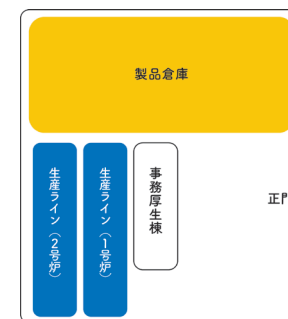 製品倉庫
生産ライン（2号炉）
生産ライン（1号炉）
事務厚生棟
正門